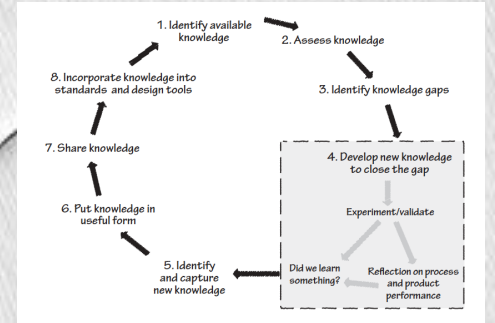 1. Identify available
knowledge
2. Assess knowledge
3. Identify knowledge gaps
4. Develop new knowledge
to close the gap
Experiment/validate
Reflection on process
and product
performance
Did we learn
something?
5. Identify
and capture
new knowledge
6. Put knowledge in
useful form
7. Share knowledge
8. Incorporate knowledge into
standards and design tools